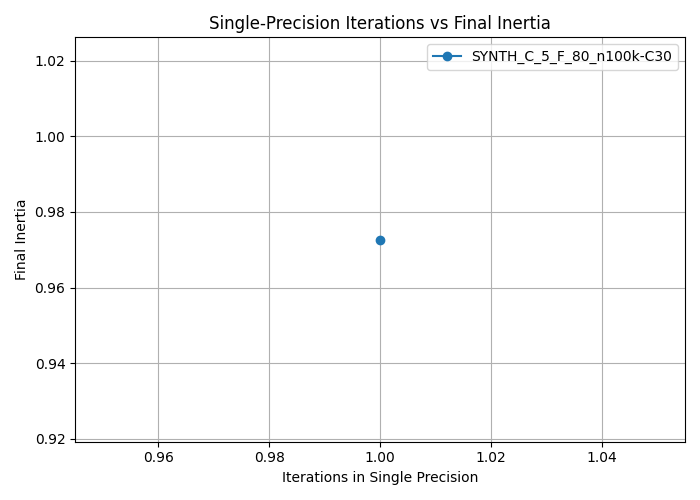 Single-Precision Iterations vs Final Inertia
SYNTH_C_5_F_80_n100k-C30
1.02
1.00
0.98
0.96
0.94
0.92
Final Inertia
0.96 0.98 1.00 1.02 1.04
Iterations in Single Precision